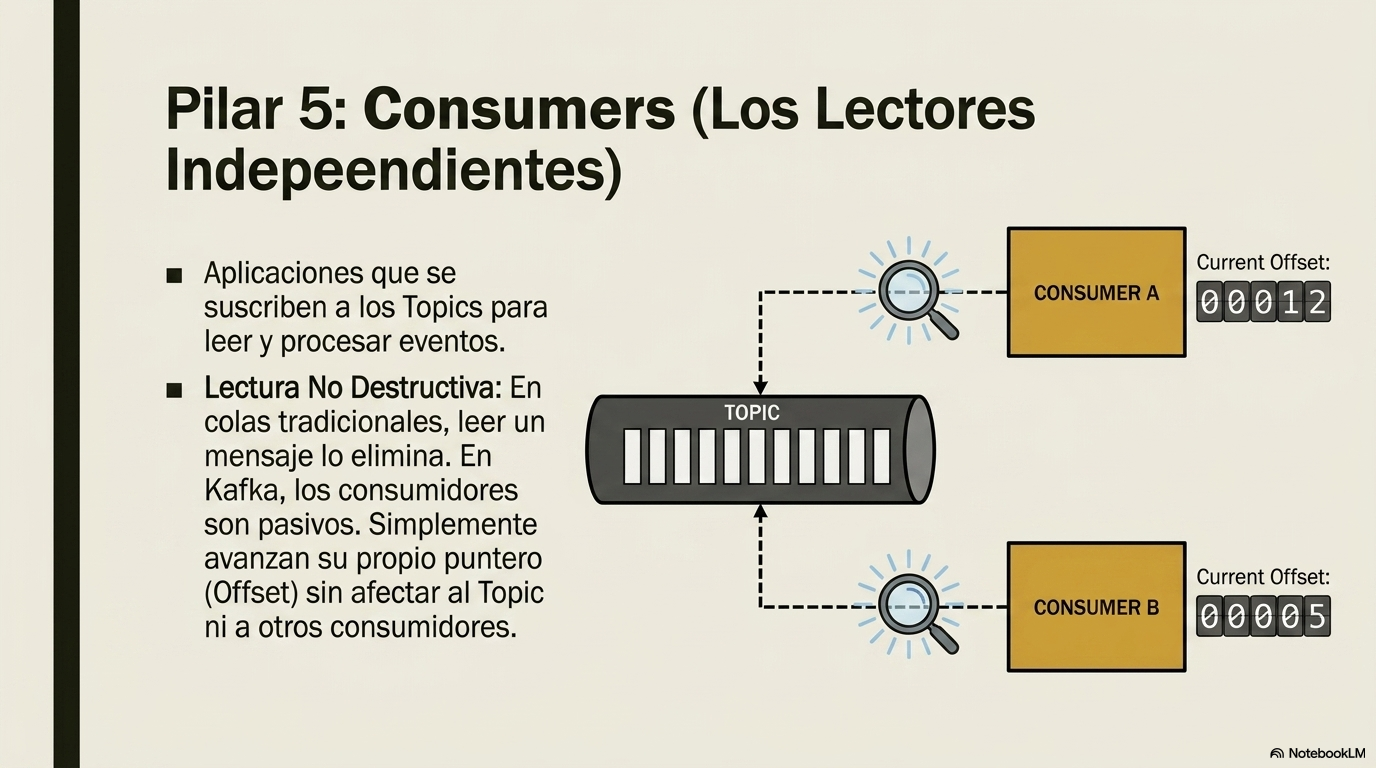 Pilar 5: Consumers (Los Lectores
Indepeendientes)
■ Aplicaciones que se
suscriben a los Topics para
leer y procesar eventos.
■ Lectura No Destructiva: En
colas tradicionales, leer un
mensaje lo elimina. En
Kafka, los consumidores
son pasivos. Simplemente
avanzan su propio puntero
(Offset) sin afectar al Topic
ni a otros consumidores.
TOPIC
CONSUMER A
Current Offset:
00012
CONSUMER B
Current Offset:
00005
NotebookLM